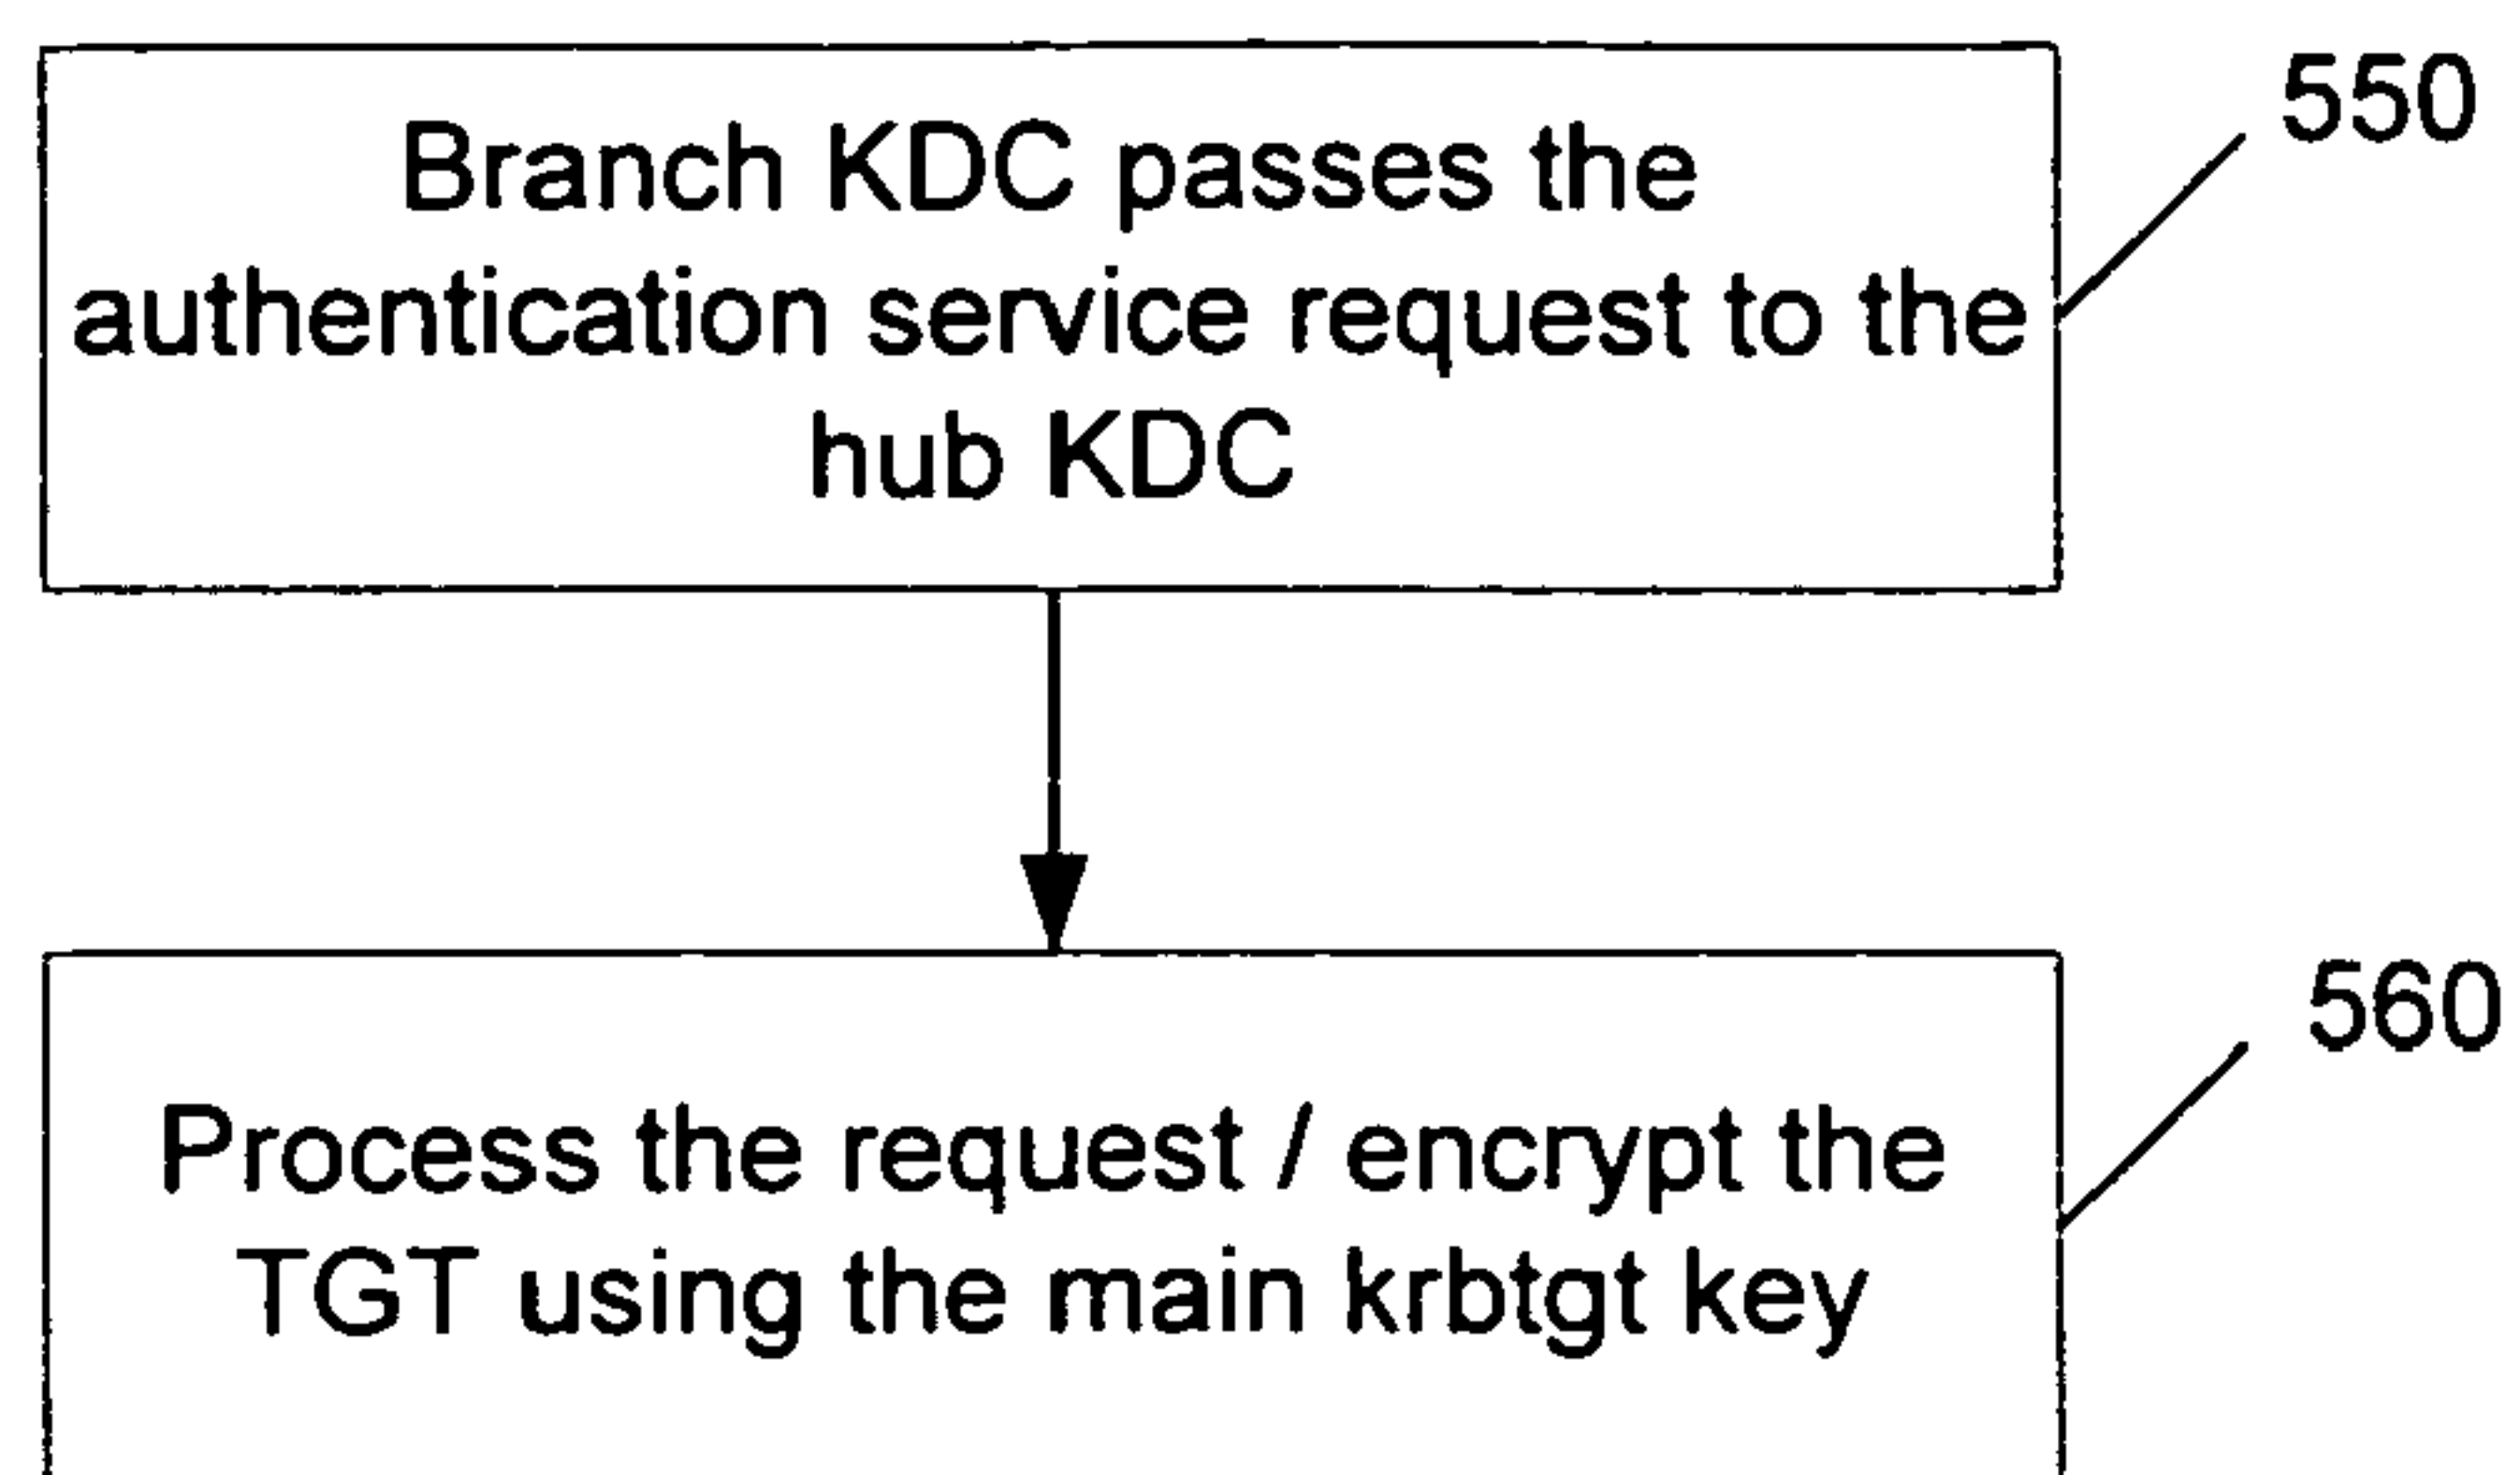 Branch KDC passes the
authentication service request to the
hub KDC
550
Process the request / encrypt the
TGT using the main krbtgt key
560